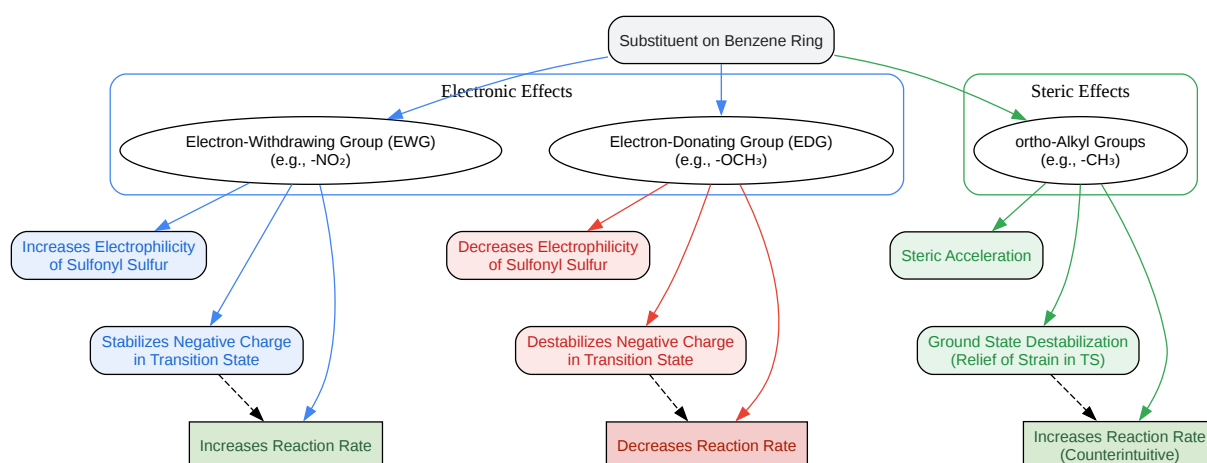 Substituent on Benzene Ring
Electronic Effects
Steric Effects
Electron-Withdrawing Group (EWG)
(e.g., -NO₂)
Electron-Donating Group (EDG)
(e.g., -OCH₃)
ortho-Alkyl Groups
(e.g., -CH₃)
Increases Electrophilicity
of Sulfonyl Sulfur
Decreases Electrophilicity
of Sulfonyl Sulfur
Steric Acceleration
Stabilizes Negative Charge
in Transition State
Destabilizes Negative Charge
in Transition State
Ground State Destabilization
(Relief of Strain in TS)
Increases Reaction Rate
Decreases Reaction Rate
Increases Reaction Rate
(Counterintuitive)